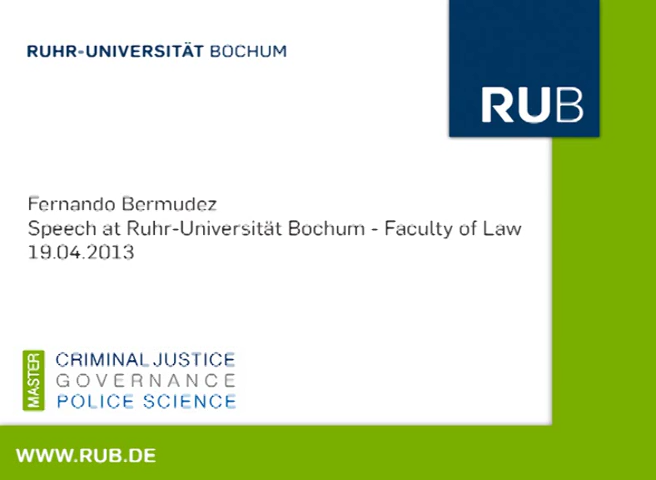 RUHR-UNIVERSITÄT BOCHUM
RUB
Fernando Bermudez
Speech at Ruhr-Universität Bochum - Faculty of Law
19.04.2013
MASTER
CRIMINAL JUSTICE
GOVERNANCE
POLICE SCIENCE
WWW.RUB.DE